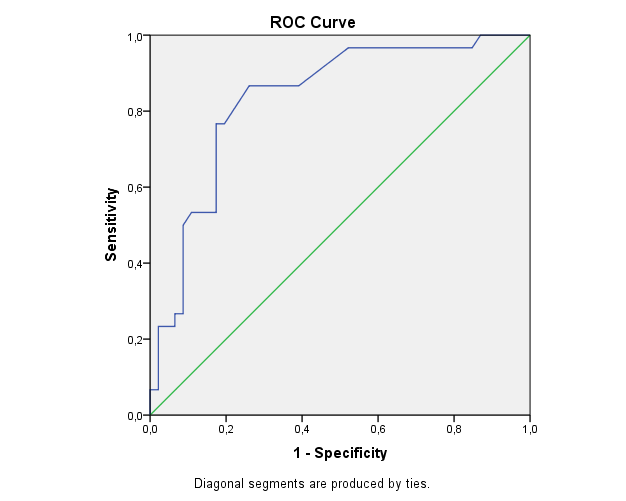 ROC Curve
1,0
0,8
0,6
0,4
0,2
0,0
Sensitivity
0,0 0,2 0,4 0,6 0,8 1,0
1 - Specificity
Diagonal segments are produced by ties.